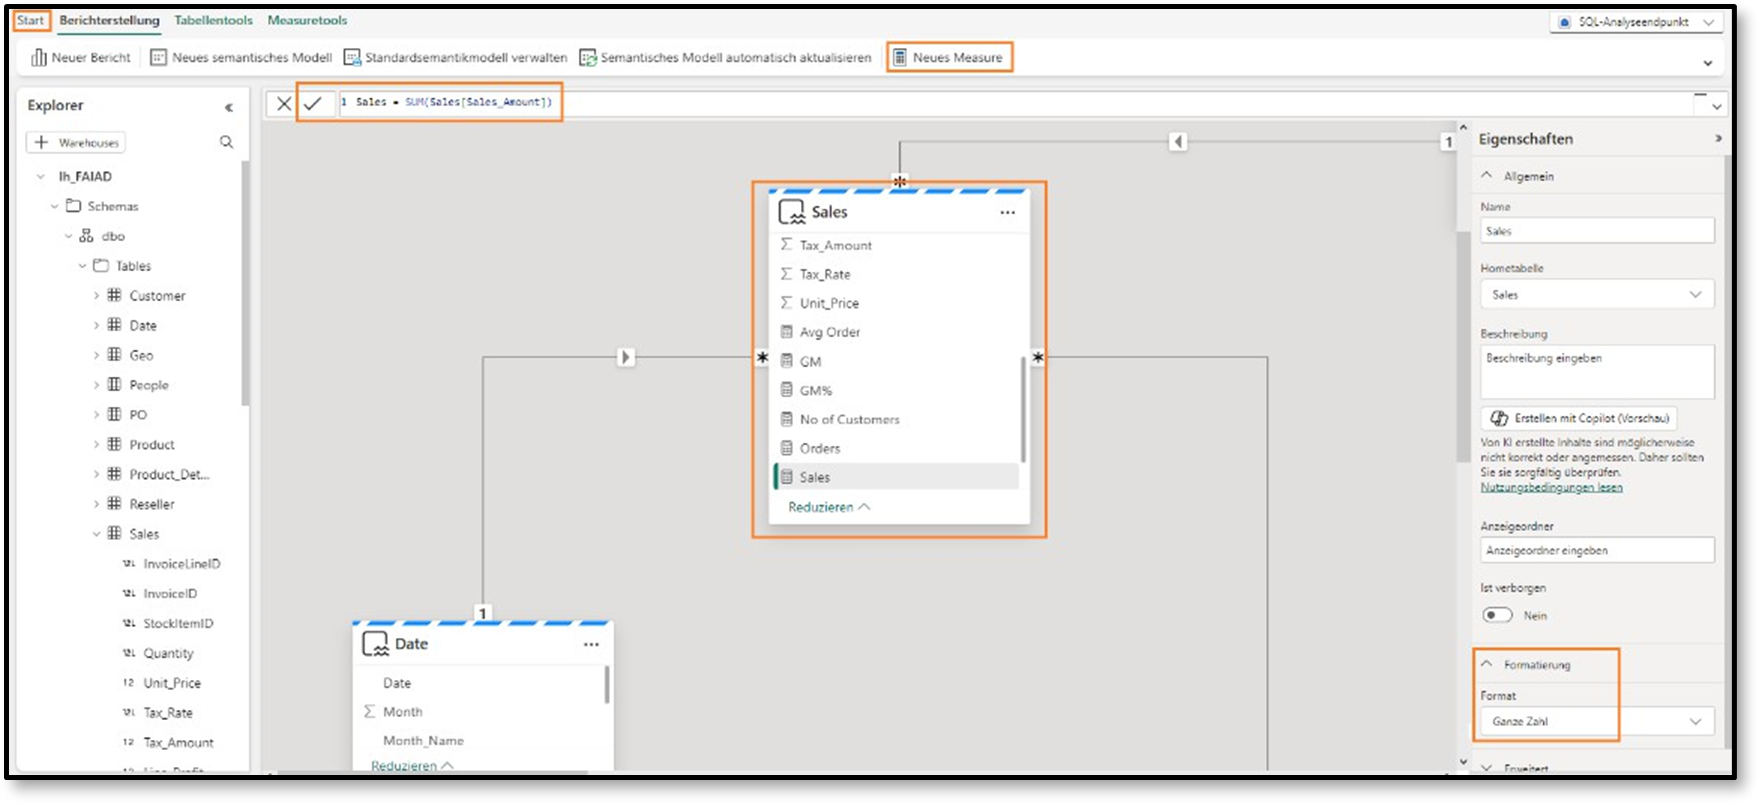 Start Berichterstellung Tabellentools Measuretools
SQL-Analyseendpunkt
Neuer Bericht Neues semantisches Modell Standardsemantikmodell verwalten Semantisches Modell automatisch aktualisieren Neues Measure
Explorer
1 Sales = SUM(Sales[Sales_Amount])
Warehouses
lh_FAIAD
Schemas
dbo
Tables
Customer
Date
Geo
People
PO
Product
Product_Det...
Reseller
Sales
InvoiceLineID
InvoiceID
StockItemID
Quantity
Unit_Price
Tax_Rate
Tax_Amount
Line_Profit
1
*
Sales
Tax_Amount
Tax_Rate
Unit_Price
Avg Order
GM
GM%
No of Customers
Orders
Sales
Reduzieren
*
*
1
Date
Date
Month
Month_Name
Reduzieren
Eigenschaften
Allgemein
Name
Sales
Hometabelle
Sales
Beschreibung
Beschreibung eingeben
Erstellen mit Copilot (Vorschau)
Von KI erstellte Inhalte sind möglicherweise
nicht korrekt oder angemessen. Daher sollten
Sie sie sorgfältig überprüfen.
Nutzungsbedingungen lesen
Anzeigeordner
Anzeigeordner eingeben
Ist verborgen
Nein
Formatierung
Format
Ganze Zahl
Erweitert